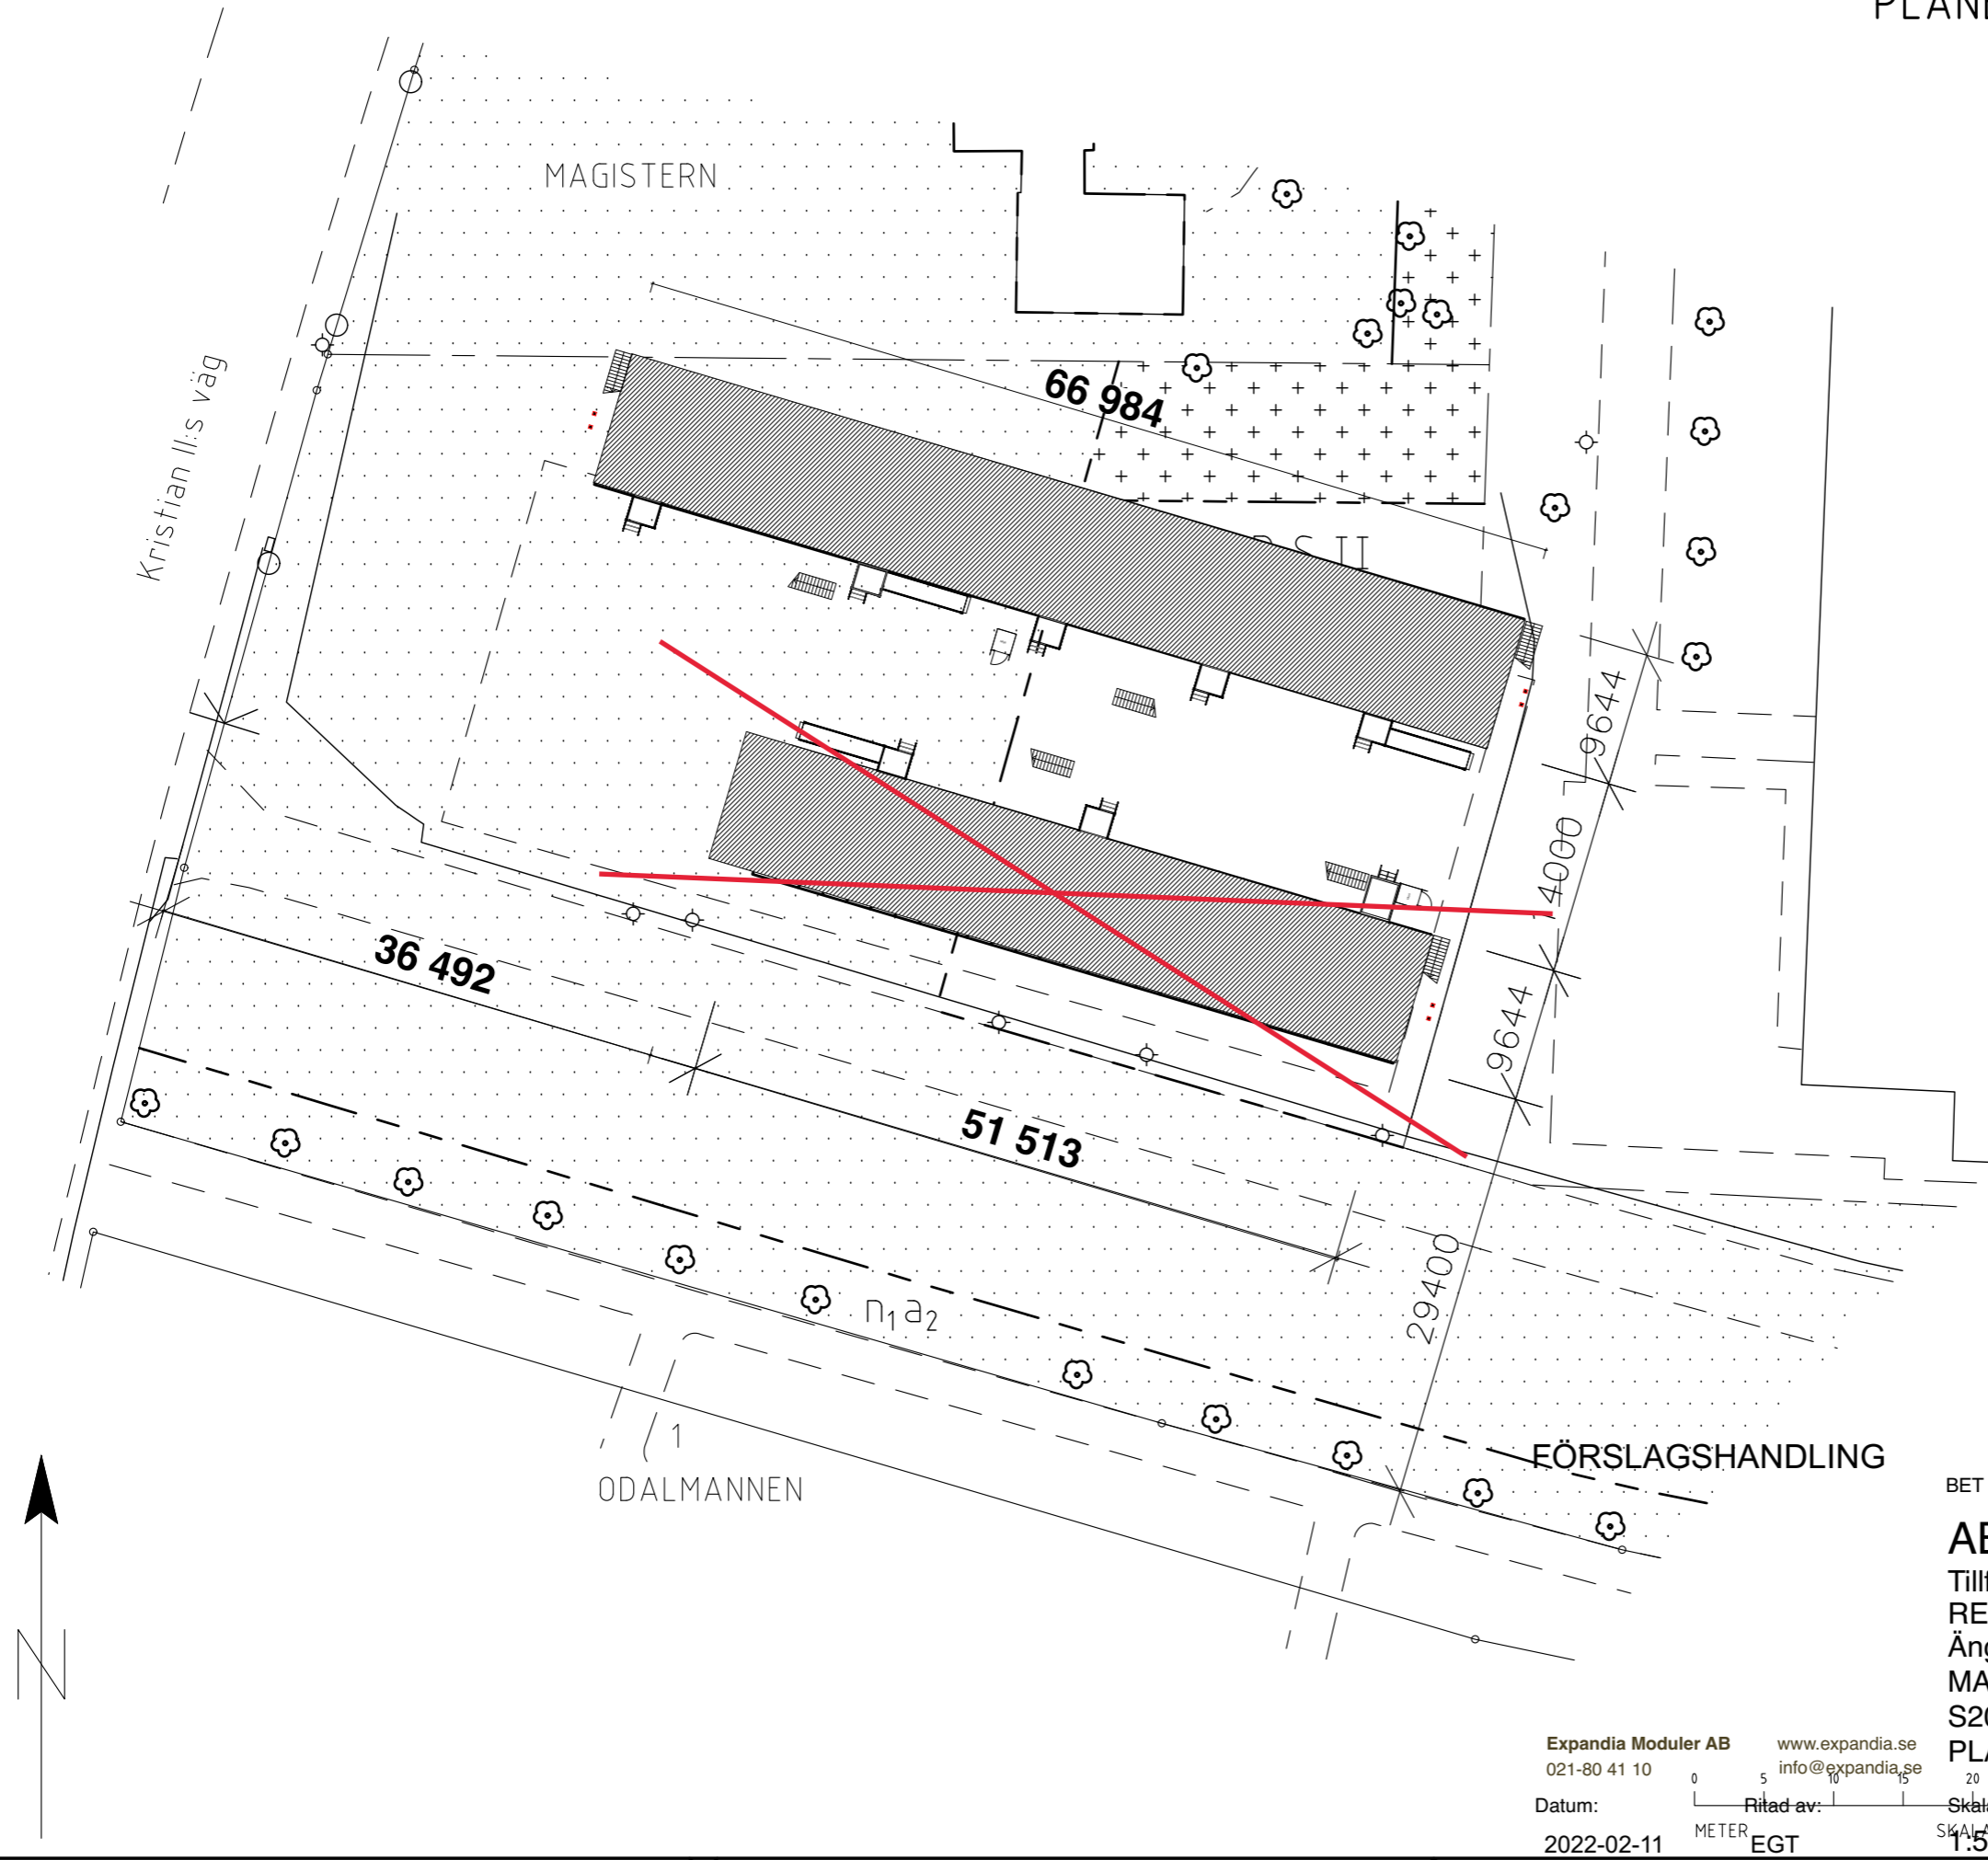 MAGISTERN
66 984
Kristian II:s väg
9644
4000
36 492
9644
51 513
29400
n₁a₂
1
ODALMANNEN
FÖRSLAGSHANDLING
BET
N
Expandia Moduler AB www.expandia.se
021-80 41 10 info@expandia.se
0 5 10 15 20
Datum: Ritad av:
METER
2022-02-11 EGT